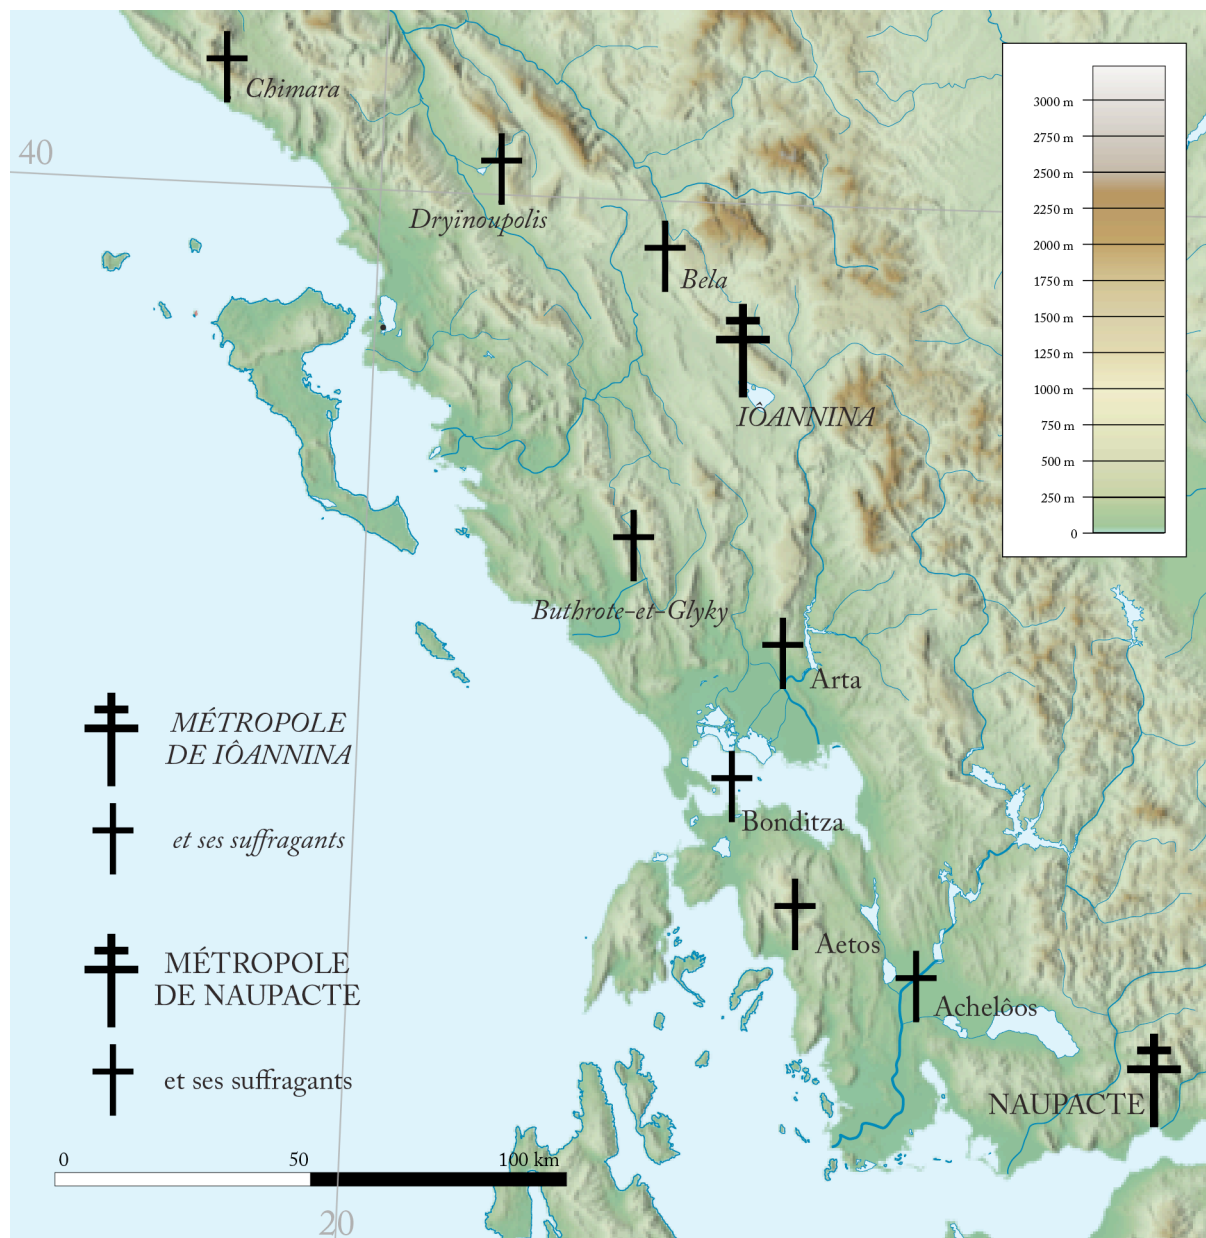 Chimara
40
Dryïnoupolis
Bela
IÔANNINA
3000 m
2750 m
2500 m
2250 m
2000 m
1750 m
1500 m
1250 m
1000 m
750 m
500 m
250 m
0
Buthrote-et-Glyky
Arta
Bonditza
Aetos
Achelôos
NAUPACTE
MÉTROPOLE
DE IÔANNINA
et ses suffragants
MÉTROPOLE
DE NAUPACTE
et ses suffragants
0 50 100 km
20